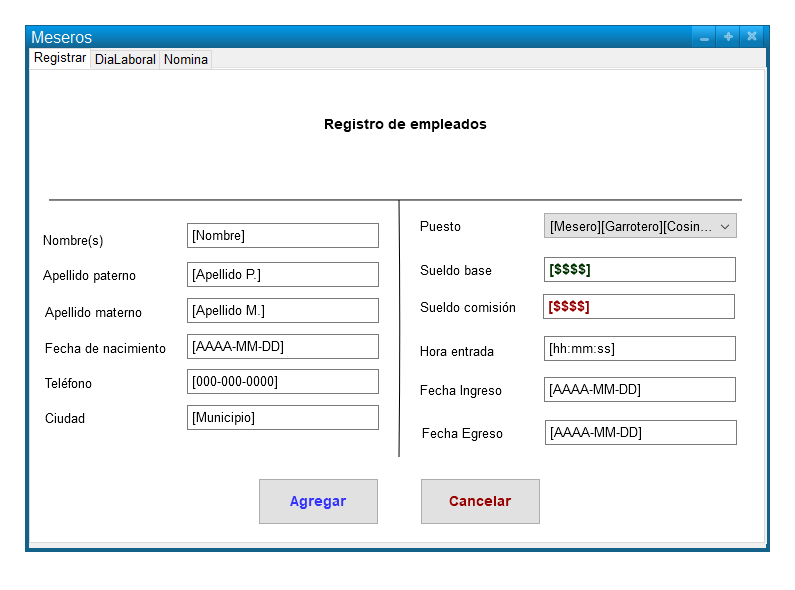 Meseros
Registrar DiaLaboral Nomina
Registro de empleados
Nombre(s) [Nombre]
Apellido paterno [Apellido P.]
Apellido materno [Apellido M.]
Fecha de nacimiento [AAAA-MM-DD]
Teléfono [000-000-0000]
Ciudad [Municipio]
Puesto [Mesero][Garrotero][Cosin...
Sueldo base [$$$$]
Sueldo comisión [$$$$]
Hora entrada [hh:mm:ss]
Fecha Ingreso [AAAA-MM-DD]
Fecha Egreso [AAAA-MM-DD]
Agregar Cancelar